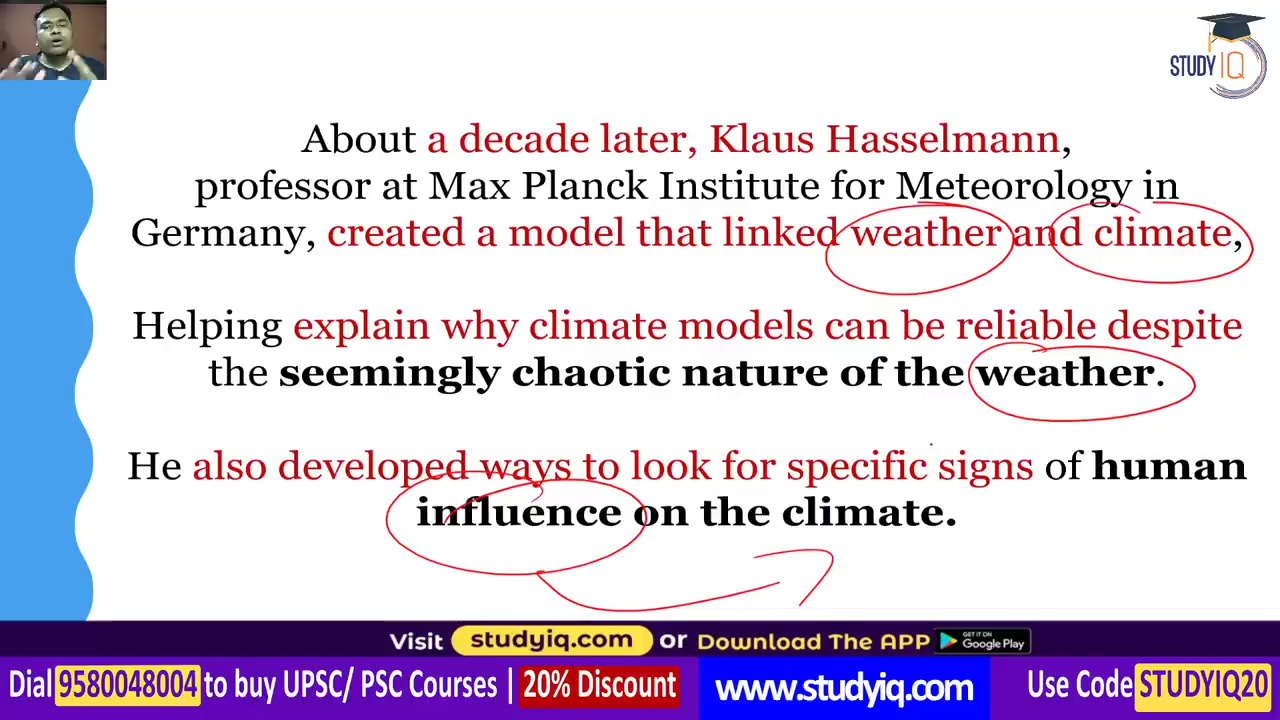 STUDY IQ
About a decade later, Klaus Hasselmann,
professor at Max Planck Institute for Meteorology in
Germany, created a model that linked weather and climate,
Helping explain why climate models can be reliable despite
the seemingly chaotic nature of the weather.
He also developed ways to look for specific signs of human
influence on the climate.
Visit studyiq.com or Download The APP GET IT ON Google Play
Dial 9580048004 to buy UPSC/ PSC Courses | 20% Discount www.studyiq.com Use Code STUDYIQ20